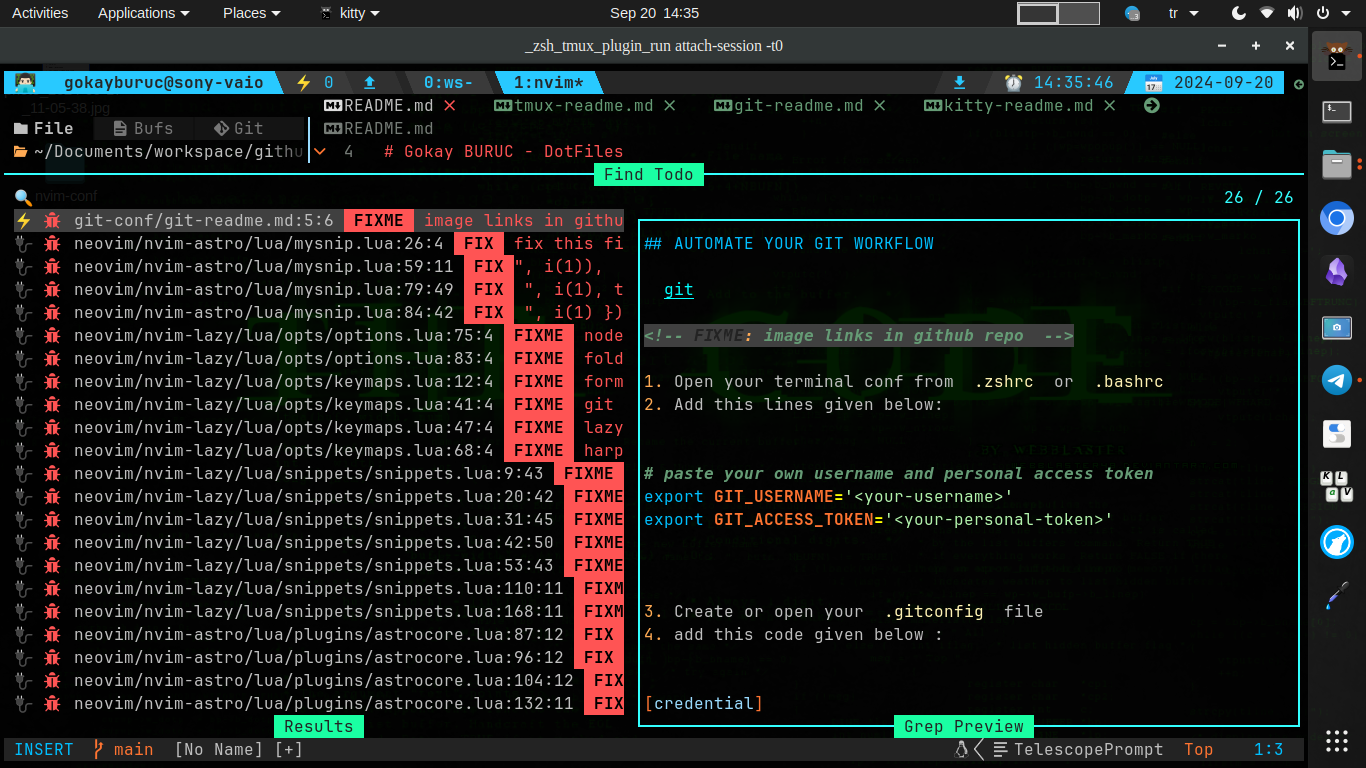 Activities Applications Places kitty Sep 20 14:35 tr
_zsh_tmux_plugin_run attach-session -t0
gokayburuc@sony-vaio 0 0:ws- 1:nvim* 14:35:46 2024-09-20
_11-05-38.jpg
README.md tmux-readme.md git-readme.md kitty-readme.md
File Bufs Git README.md
~/Documents/workspace/githu 4 # Gokay BURUC - DotFiles
Find Todo
nvim-conf 26 / 26
git-conf/git-readme.md:5:6 FIXME image links in githu
neovim/nvim-astro/lua/mysnip.lua:26:4 FIX fix this fi
neovim/nvim-astro/lua/mysnip.lua:59:11 FIX ", i(1)),
neovim/nvim-astro/lua/mysnip.lua:79:49 FIX ", i(1), t
neovim/nvim-astro/lua/mysnip.lua:84:42 FIX ", i(1) })
neovim/nvim-lazy/lua/opts/options.lua:75:4 FIXME node
neovim/nvim-lazy/lua/opts/options.lua:83:4 FIXME fold
neovim/nvim-lazy/lua/opts/keymaps.lua:12:4 FIXME form
neovim/nvim-lazy/lua/opts/keymaps.lua:41:4 FIXME git
neovim/nvim-lazy/lua/opts/keymaps.lua:47:4 FIXME lazy
neovim/nvim-lazy/lua/opts/keymaps.lua:68:4 FIXME harp
neovim/nvim-lazy/lua/snippets/snippets.lua:9:43 FIXME
neovim/nvim-lazy/lua/snippets/snippets.lua:20:42 FIXME
neovim/nvim-lazy/lua/snippets/snippets.lua:31:45 FIXME
neovim/nvim-lazy/lua/snippets/snippets.lua:42:50 FIXME
neovim/nvim-lazy/lua/snippets/snippets.lua:53:43 FIXME
neovim/nvim-lazy/lua/snippets/snippets.lua:110:11 FIXM
neovim/nvim-lazy/lua/snippets/snippets.lua:168:11 FIXM
neovim/nvim-astro/lua/plugins/astrocore.lua:87:12 FIX
neovim/nvim-astro/lua/plugins/astrocore.lua:96:12 FIX
neovim/nvim-astro/lua/plugins/astrocore.lua:104:12 FIX
neovim/nvim-astro/lua/plugins/astrocore.lua:132:11 FIX
Results
## AUTOMATE YOUR GIT WORKFLOW
git
<!-- FIXME: image links in github repo -->
1. Open your terminal conf from .zshrc or .bashrc
2. Add this lines given below:
# paste your own username and personal access token
export GIT_USERNAME='<your-username>'
export GIT_ACCESS_TOKEN='<your-personal-token>'
3. Create or open your .gitconfig file
4. add this code given below :
[credential]
Grep Preview
INSERT main [No Name] [+] TelescopePrompt Top 1:3